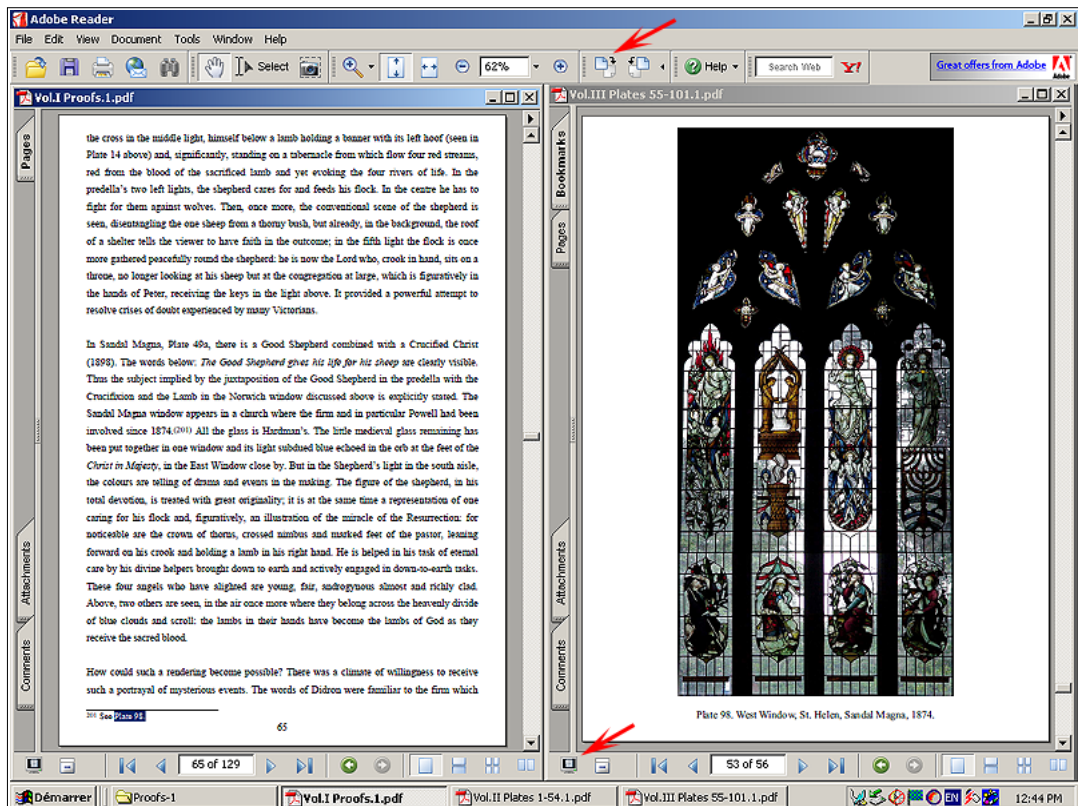 Adobe Reader
File Edit View Document Tools Window Help
Select
62%
Help
Search Web
Y!
Great offers from Adobe
Adobe
Vol.I Proofs.1.pdf
Pages
Attachments
Comments
the cross in the middle light, himself below a lamb holding a banner with its left hoof (seen in
Plate 14 above) and, significantly, standing on a tabernacle from which flow four red streams,
red from the blood of the sacrificed lamb and yet evoking the four rivers of life. In the
predella's two left lights, the shepherd cares for and feeds his flock. In the centre he has to
fight for them against wolves. Then, once more, the conventional scene of the shepherd is
seen, disentangling the one sheep from a thorny bush, but already, in the background, the roof
of a shelter tells the viewer to have faith in the outcome; in the fifth light the flock is once
more gathered peacefully round the shepherd: he is now the Lord who, crook in hand, sits on a
throne, no longer looking at his sheep but at the congregation at large, which is figuratively in
the hands of Peter, receiving the keys in the light above. It provided a powerful attempt to
resolve crises of doubt experienced by many Victorians.
In Sandal Magna, Plate 49a, there is a Good Shepherd combined with a Crucified Christ
(1898). The words below: The Good Shepherd gives his life for his sheep are clearly visible.
Thus the subject implied by the juxtaposition of the Good Shepherd in the predella with the
Crucifixion and the Lamb in the Norwich window discussed above is explicitly stated. The
Sandal Magna window appears in a church where the firm and in particular Powell had been
involved since 1874.(201) All the glass is Hardman's. The little medieval glass remaining has
been put together in one window and its light subdued blue echoed in the orb at the feet of the
Christ in Majesty, in the East Window close by. But in the Shepherd's light in the south aisle,
the colours are telling of drama and events in the making. The figure of the shepherd, in his
total devotion, is treated with great originality; it is at the same time a representation of one
caring for his flock and, figuratively, an illustration of the miracle of the Resurrection: for
noticeable are the crown of thorns, crossed nimbus and marked feet of the pastor, leaning
forward on his crook and holding a lamb in his right hand. He is helped in his task of eternal
care by his divine helpers brought down to earth and actively engaged in down-to-earth tasks.
These four angels who have alighted are young, fair, androgynous almost and richly clad.
Above, two others are seen, in the air once more where they belong across the heavenly divide
of blue clouds and scroll: the lambs in their hands have become the lambs of God as they
receive the sacred blood.
How could such a rendering become possible? There was a climate of willingness to receive
such a portrayal of mysterious events. The words of Didron were familiar to the firm which
201 See Plate 98.
65
65 of 129
Vol.III Plates 55-101.1.pdf
Bookmarks
Pages
Attachments
Comments
Plate 98. West Window, St. Helen, Sandal Magna, 1874.
53 of 56
Démarrer
Proofs-1
Vol.I Proofs.1.pdf
Vol.II Plates 1-54.1.pdf
Vol.III Plates 55-101.1.pdf
EN
12:44 PM